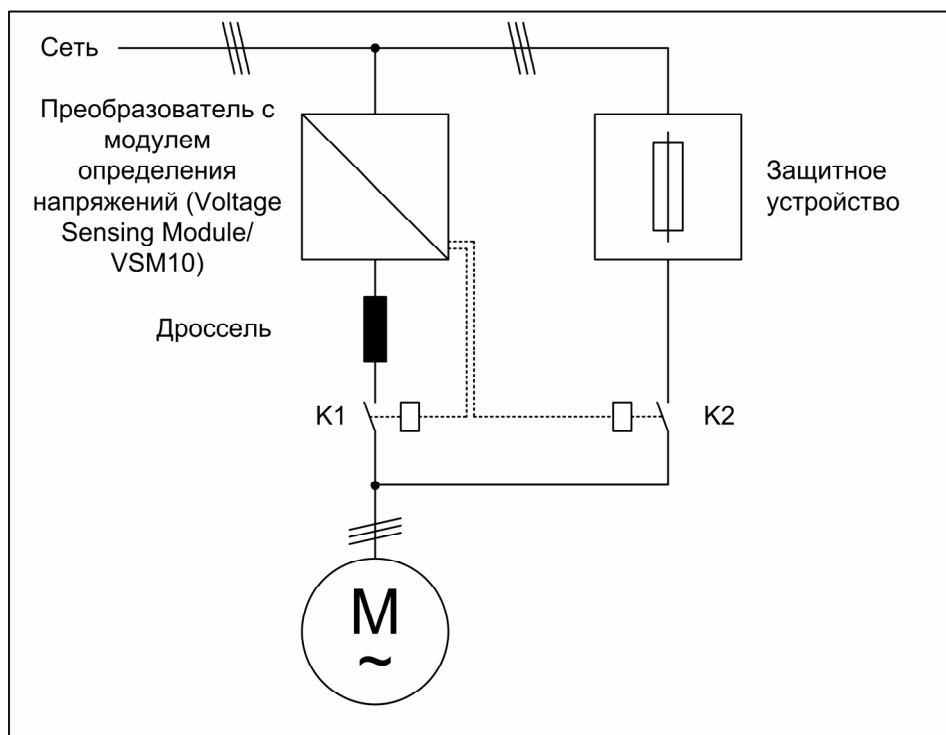 Сеть
Преобразователь с
модулем
определения
напряжений (Voltage
Sensing Module/
VSM10)
Защитное
устройство
Дроссель
K1
K2
M
~